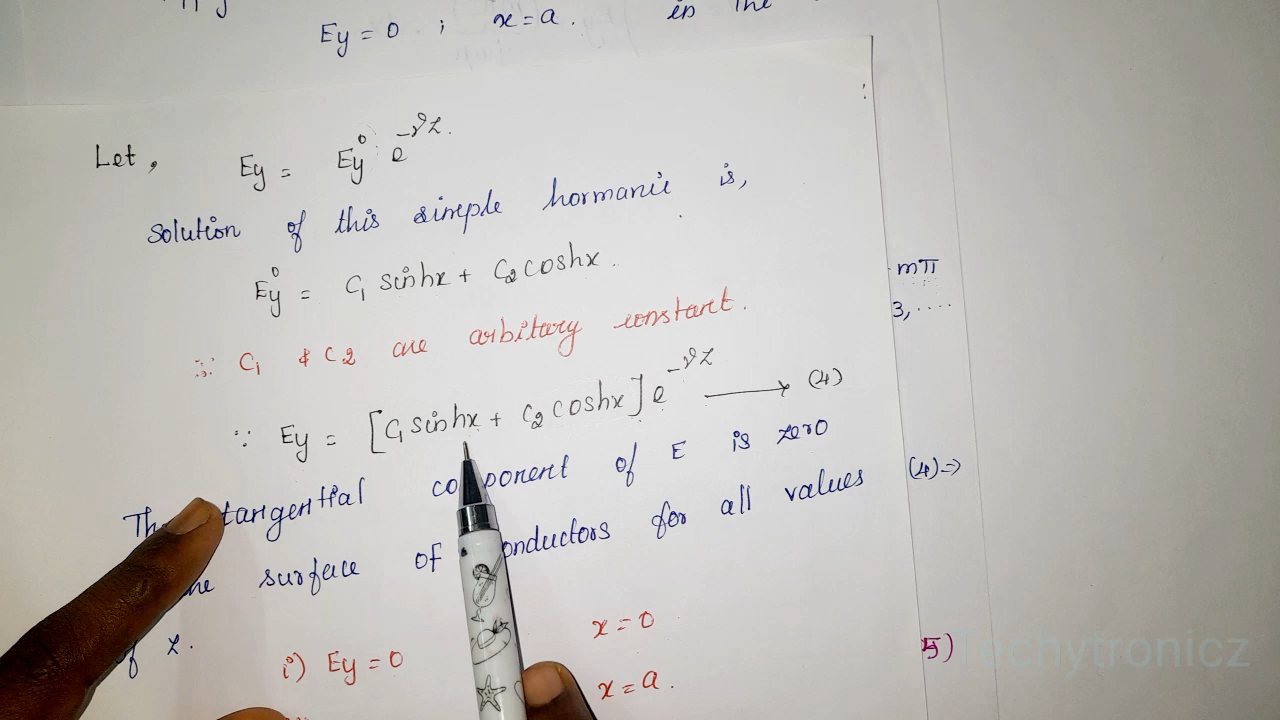 Ey = 0 ; x = a. in the
Let, Ey = Ey⁰ e^-γz.
Solution of this simple hormanic is,
Ey⁰ = C₁ sinhx + C₂ coshx.
mπ
3, ....
∵ C₁ & C₂ are arbitary constant.
∵ Ey = [C₁ sinhx + C₂ coshx] e^-γz → (4)
tangential of E is zero
(4)=>
surface of for all values
of z.
i) Ey = 0 x = 0
x = a.
5)
Techytronicz